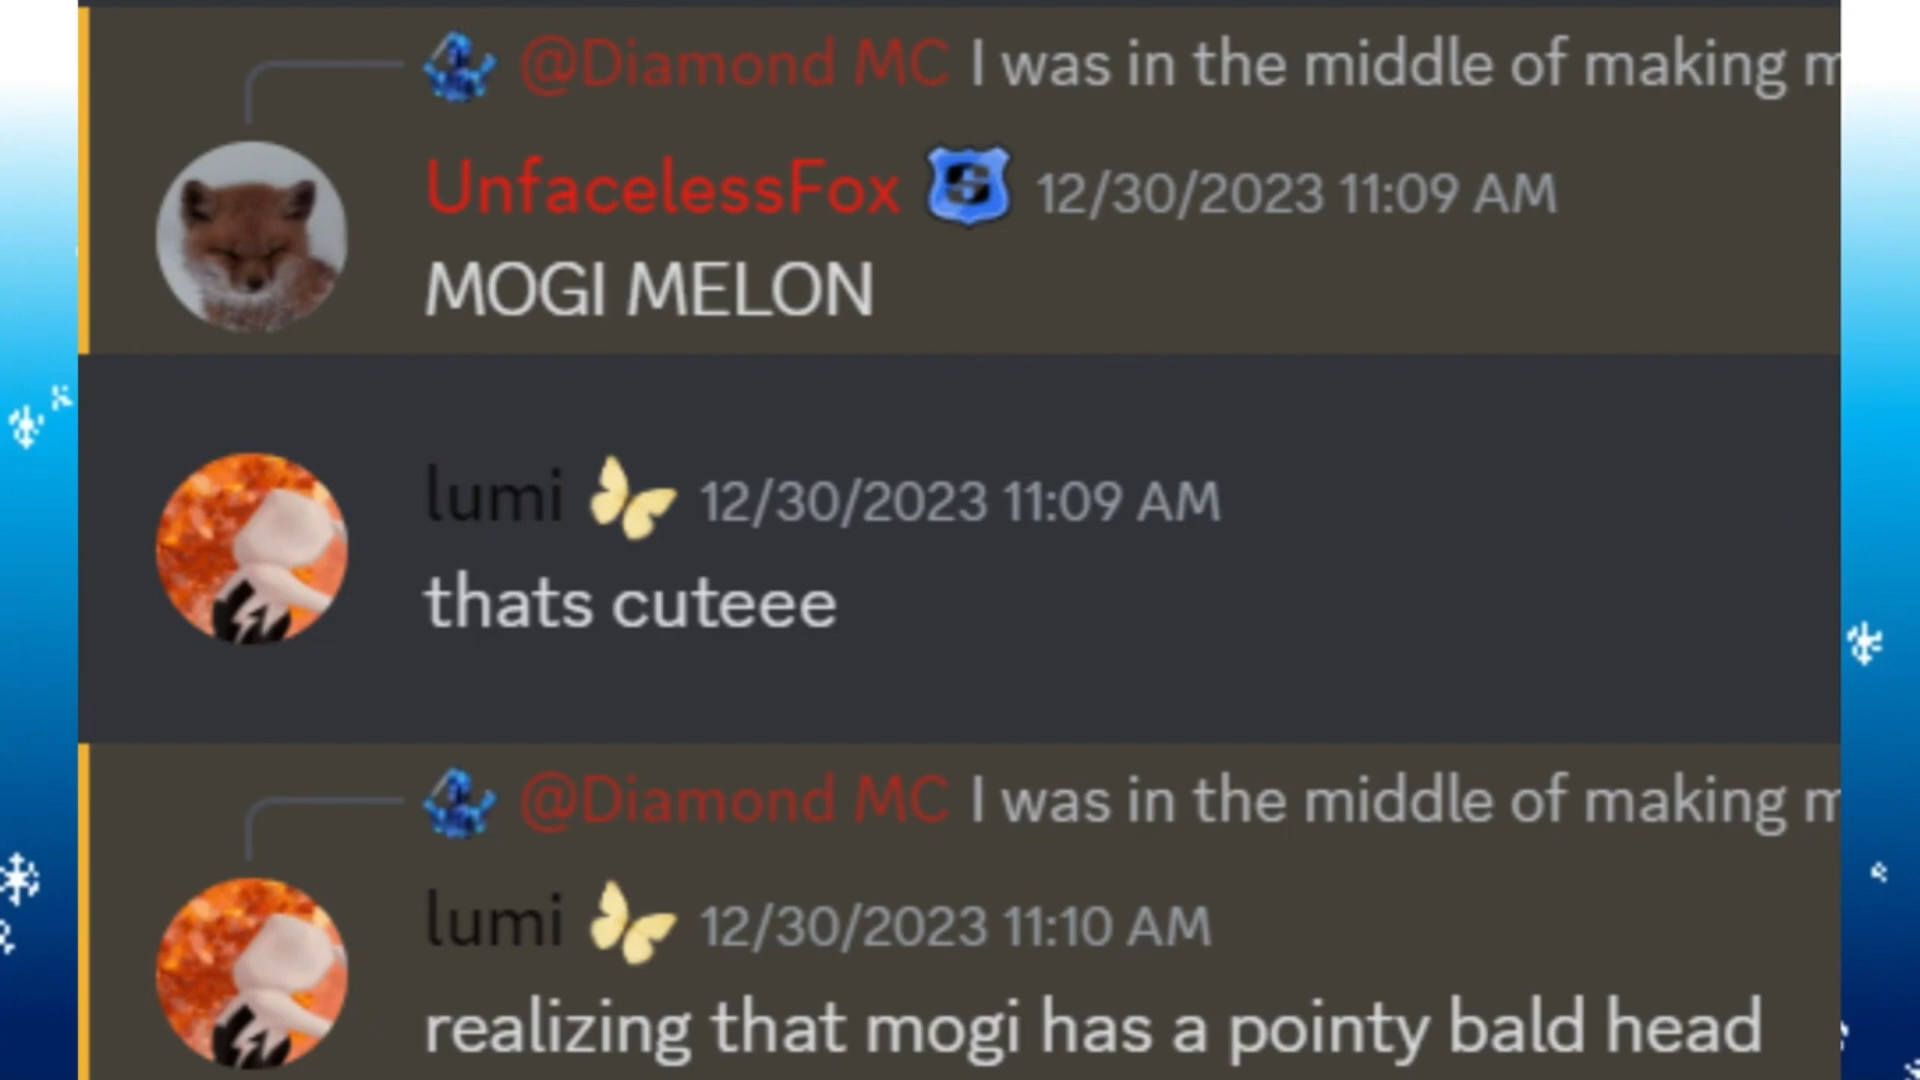 @Diamond MC I was in the middle of making m
UnfacelessFox S 12/30/2023 11:09 AM
MOGI MELON
lumi 12/30/2023 11:09 AM
thats cuteee
@Diamond MC I was in the middle of making m
lumi 12/30/2023 11:10 AM
realizing that mogi has a pointy bald head